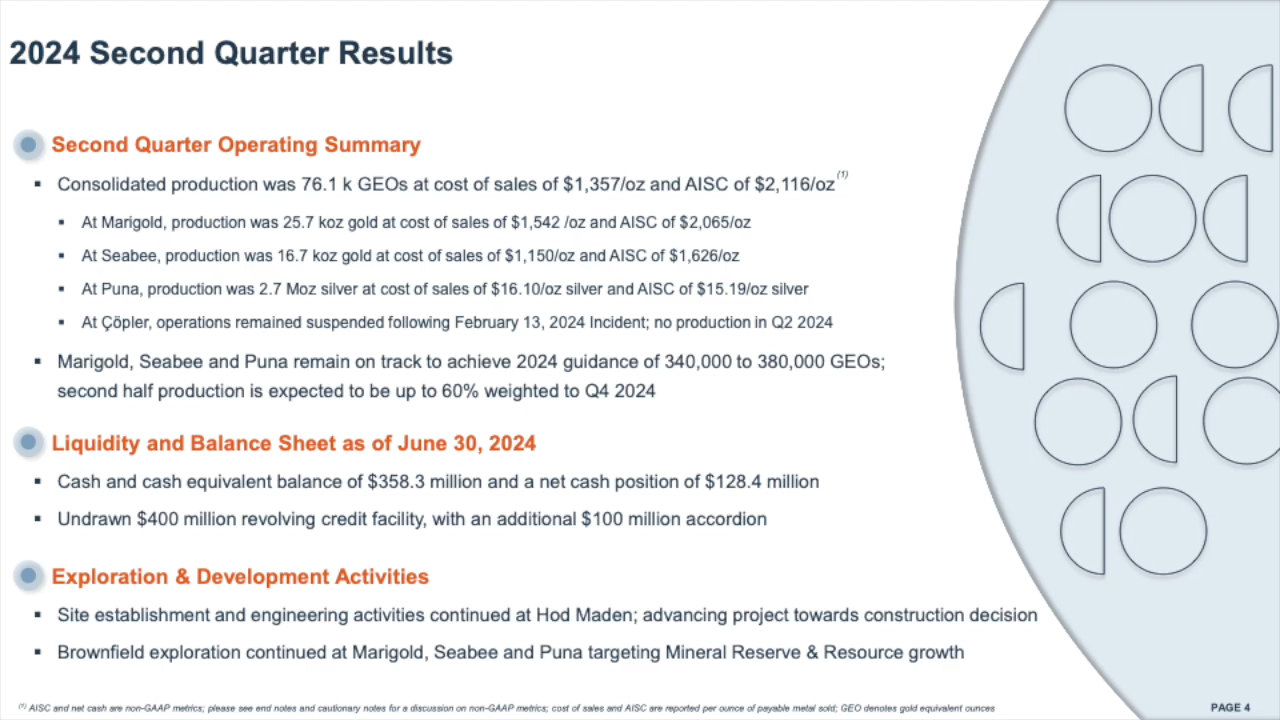 2024 Second Quarter Results
Second Quarter Operating Summary
▪ Consolidated production was 76.1 k GEOs at cost of sales of $1,357/oz and AISC of $2,116/oz (1)
▪ At Marigold, production was 25.7 koz gold at cost of sales of $1,542 /oz and AISC of $2,065/oz
▪ At Seabee, production was 16.7 koz gold at cost of sales of $1,150/oz and AISC of $1,626/oz
▪ At Puna, production was 2.7 Moz silver at cost of sales of $16.10/oz silver and AISC of $15.19/oz silver
▪ At Çöpler, operations remained suspended following February 13, 2024 Incident; no production in Q2 2024
▪ Marigold, Seabee and Puna remain on track to achieve 2024 guidance of 340,000 to 380,000 GEOs;
second half production is expected to be up to 60% weighted to Q4 2024
Liquidity and Balance Sheet as of June 30, 2024
▪ Cash and cash equivalent balance of $358.3 million and a net cash position of $128.4 million
▪ Undrawn $400 million revolving credit facility, with an additional $100 million accordion
Exploration & Development Activities
▪ Site establishment and engineering activities continued at Hod Maden; advancing project towards construction decision
▪ Brownfield exploration continued at Marigold, Seabee and Puna targeting Mineral Reserve & Resource growth
(1) AISC and net cash are non-GAAP metrics; please see end notes and cautionary notes for a discussion on non-GAAP metrics; cost of sales and AISC are reported per ounce of payable metal sold; GEO denotes gold equivalent ounces
PAGE 4